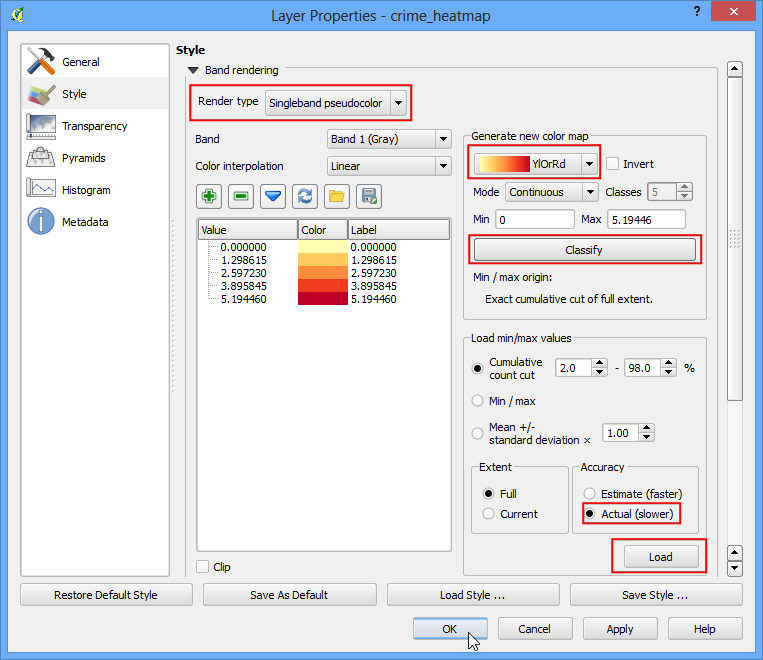 Layer Properties - crime_heatmap
?
General
Style
Transparency
Pyramids
Histogram
Metadata
Style
Band rendering
Render type Singleband pseudocolor
Band Band 1 (Gray)
Color interpolation Linear
Value Color Label
0.000000 0.000000
1.298615 1.298615
2.597230 2.597230
3.895845 3.895845
5.194460 5.194460
Clip
Generate new color map
YlOrRd Invert
Mode Continuous Classes 5
Min 0 Max 5.19446
Classify
Min / max origin:
Exact cumulative cut of full extent.
Load min/max values
Cumulative
count cut 2.0 - 98.0 %
Min / max
Mean +/-
standard deviation × 1.00
Extent
Full
Current
Accuracy
Estimate (faster)
Actual (slower)
Load
Restore Default Style Save As Default Load Style ... Save Style ...
OK Cancel Apply Help